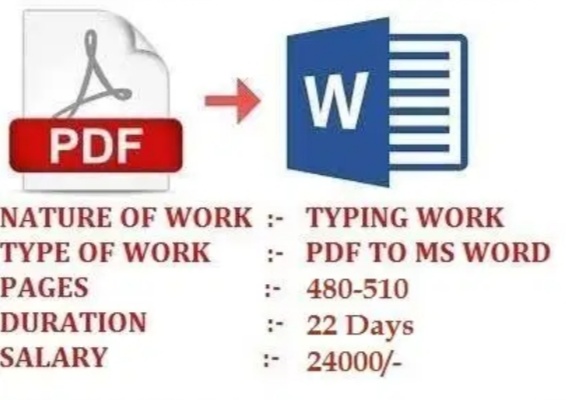 PDF
W
NATURE OF WORK :- TYPING WORK
TYPE OF WORK :- PDF TO MS WORD
PAGES :- 480-510
DURATION :- 22 Days
SALARY :- 24000/-